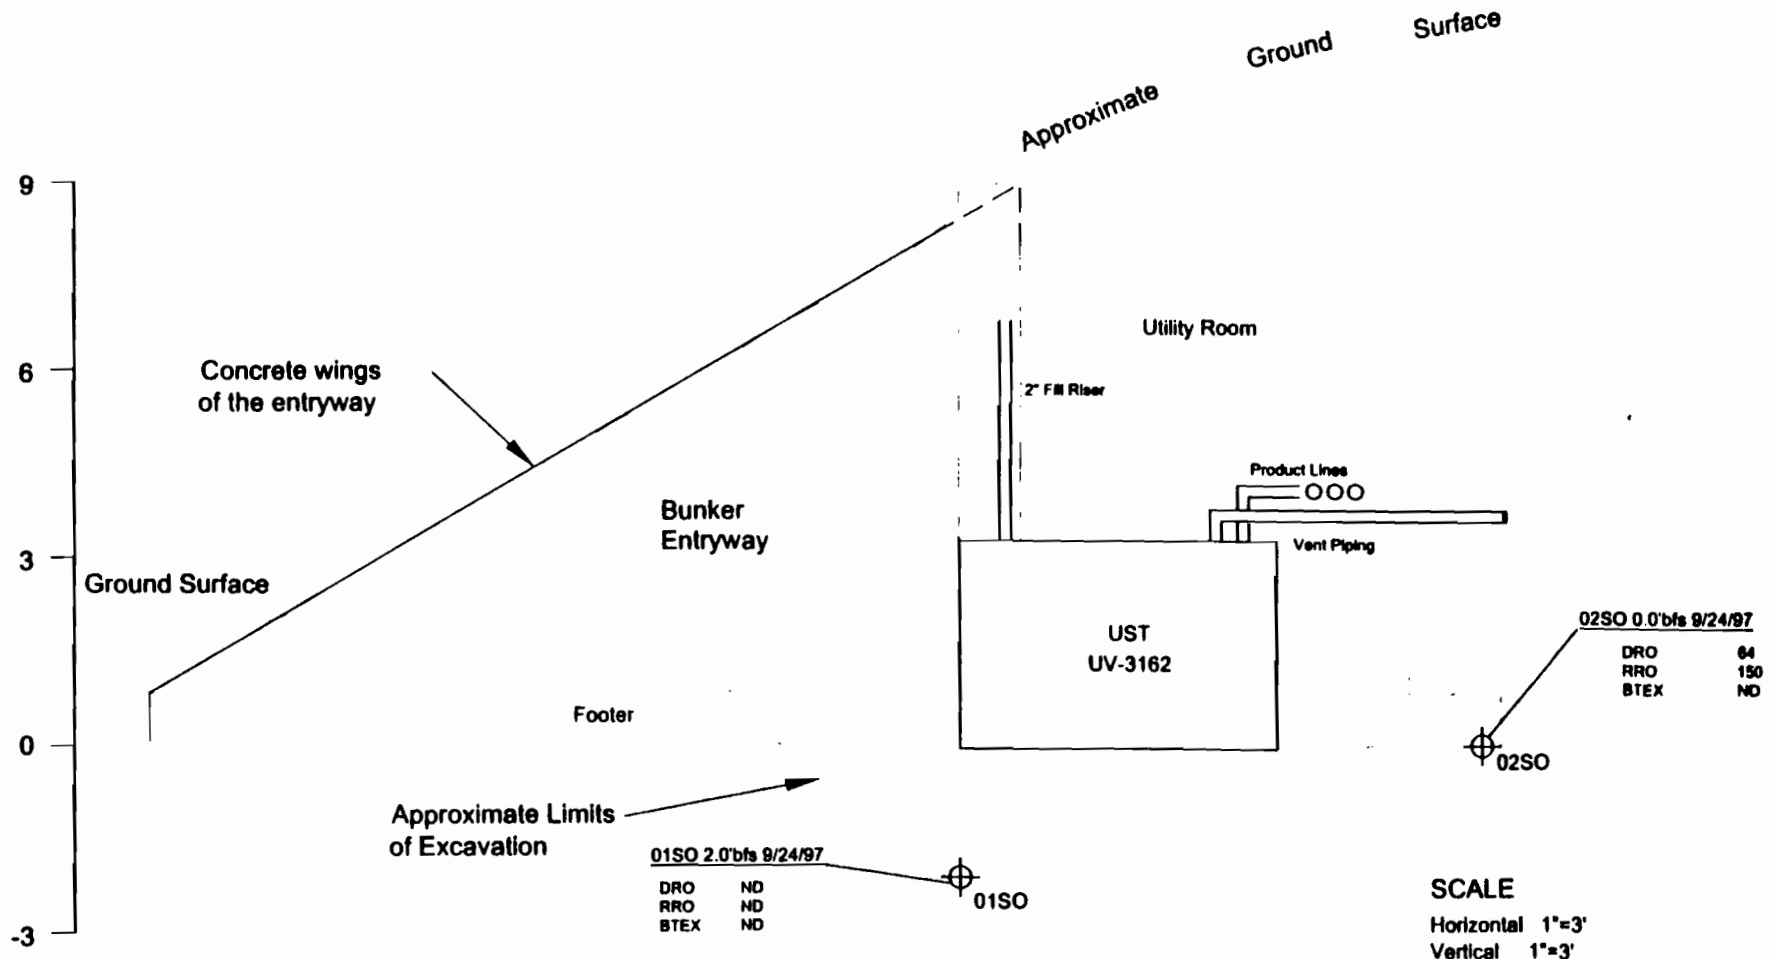 Approximate Ground Surface
9
6
3
0
-3
Concrete wings
of the entryway
Utility Room
2" Fill Riser
Product Lines
Bunker
Entryway
Vent Piping
Ground Surface
UST
UV-3162
02SO 0.0'bfs 9/24/97
DRO 64
RRO 150
BTEX ND
Footer
02SO
Approximate Limits
of Excavation
01SO 2.0'bfs 9/24/97
DRO ND
RRO ND
BTEX ND
01SO
SCALE
Horizontal 1"=3'
Vertical 1"=3'